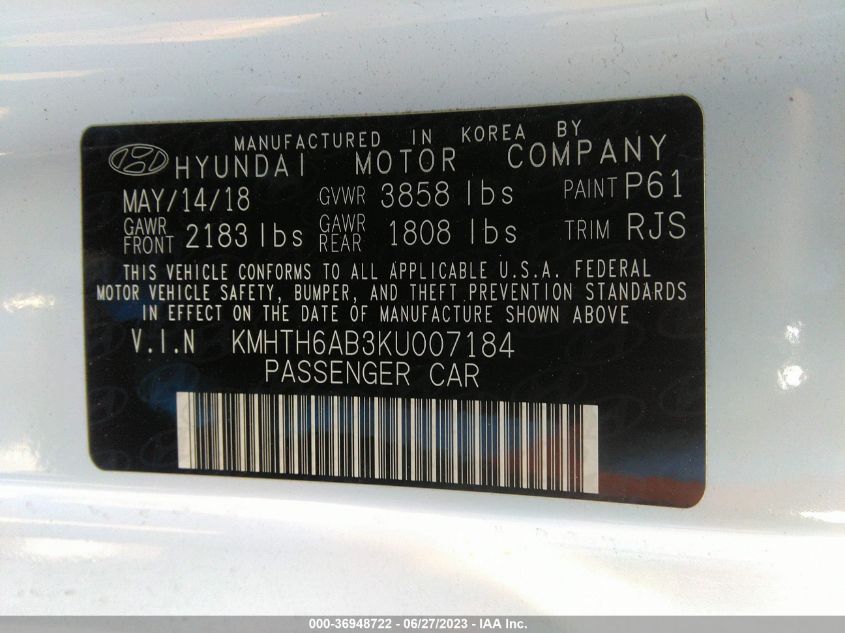 MANUFACTURED IN KOREA BY
HYUNDAI MOTOR COMPANY
MAY/14/18 GVWR 3858 lbs PAINT P61
GAWR FRONT 2183 lbs GAWR REAR 1808 lbs TRIM RJS
THIS VEHICLE CONFORMS TO ALL APPLICABLE U.S.A. FEDERAL
MOTOR VEHICLE SAFETY, BUMPER, AND THEFT PREVENTION STANDARDS
IN EFFECT ON THE DATE OF MANUFACTURE SHOWN ABOVE
V.I.N KMHTH6AB3KU007184
PASSENGER CAR
000-36948722 - 06/27/2023 - IAA Inc.